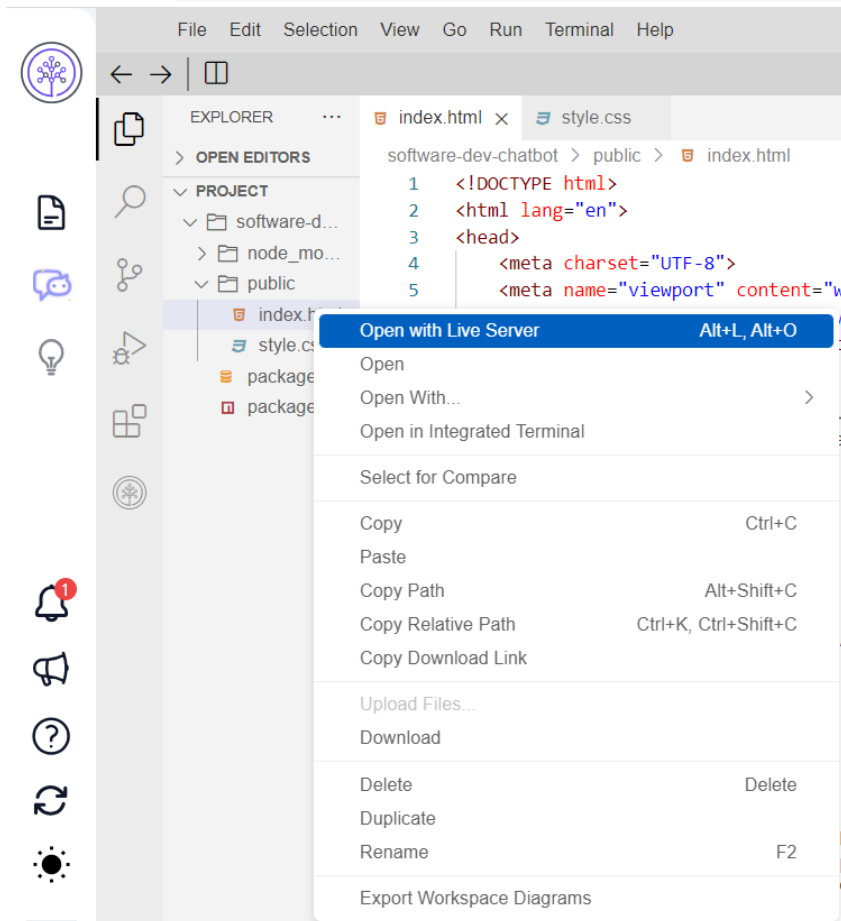 File Edit Selection View Go Run Terminal Help
EXPLORER ...
index.html
style.css
OPEN EDITORS
software-dev-chatbot > public > index.html
PROJECT
software-d...
node_mo...
public
index.h
style.c
package
package
1 <!DOCTYPE html>
2 <html lang="en">
3 <head>
4 <meta charset="UTF-8">
5 <meta name="viewport" content="w
Open with Live Server Alt+L, Alt+O
Open
Open With...
Open in Integrated Terminal
Select for Compare
Copy Ctrl+C
Paste
Copy Path Alt+Shift+C
Copy Relative Path Ctrl+K, Ctrl+Shift+C
Copy Download Link
Upload Files...
Download
Delete Delete
Duplicate
Rename F2
Export Workspace Diagrams
1